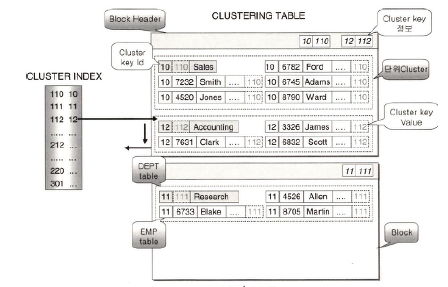 CLUSTERING TABLE
Block Header
Cluster key
정보
10 110 12 112
Cluster
key Id
10 110 Sales 10 6782 Ford .... 110
10 7232 Smith .... 110 10 6745 Adams .... 110
10 4520 Jones .... 110 10 8790 Ward .... 110
단위Cluster
CLUSTER INDEX
110 10
111 11
112 12
..... ....
212 ...
..... ....
220 ...
301 ...
12 112 Accounting 12 3326 James .... 112
12 7631 Clark .... 112 12 6832 Scott .... 112
Cluster key
Value
DEPT
table
11 111
11 111 Research 11 4526 Allen .... 111
11 6733 Blake .... 111 11 8705 Martin .... 111
EMP
table
Block